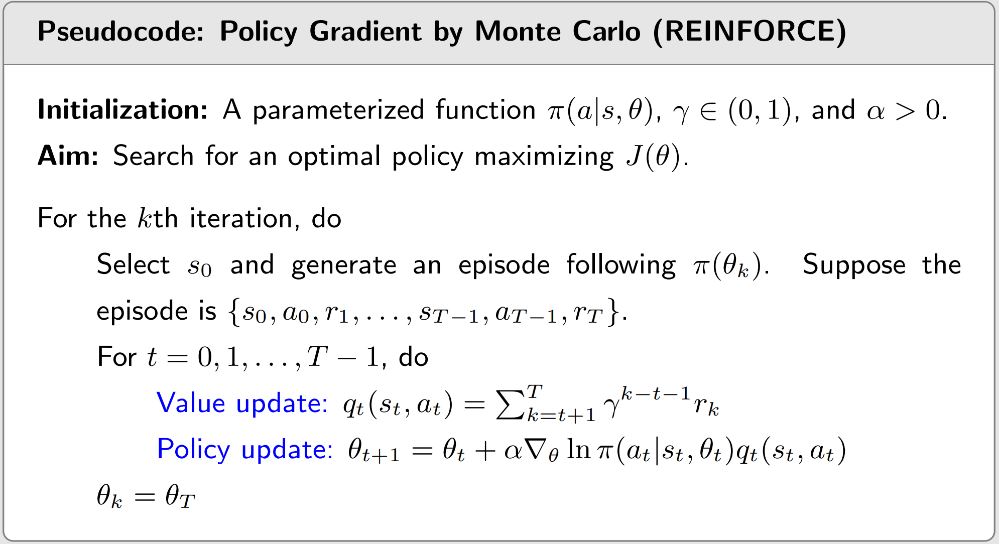 Pseudocode: Policy Gradient by Monte Carlo (REINFORCE)
Initialization: A parameterized function $\pi(a|s, \theta)$, $\gamma \in (0, 1)$, and $\alpha > 0$.
Aim: Search for an optimal policy maximizing $J(\theta)$.
For the $k$th iteration, do
Select $s_0$ and generate an episode following $\pi(\theta_k)$. Suppose the
episode is $\{s_0, a_0, r_1, \ldots, s_{T-1}, a_{T-1}, r_T\}$.
For $t = 0, 1, \ldots, T - 1$, do
Value update: $q_t(s_t, a_t) = \sum_{k=t+1}^{T} \gamma^{k-t-1} r_k$
Policy update: $\theta_{t+1} = \theta_t + \alpha \nabla_\theta \ln \pi(a_t|s_t, \theta_t) q_t(s_t, a_t)$
$\theta_k = \theta_T$